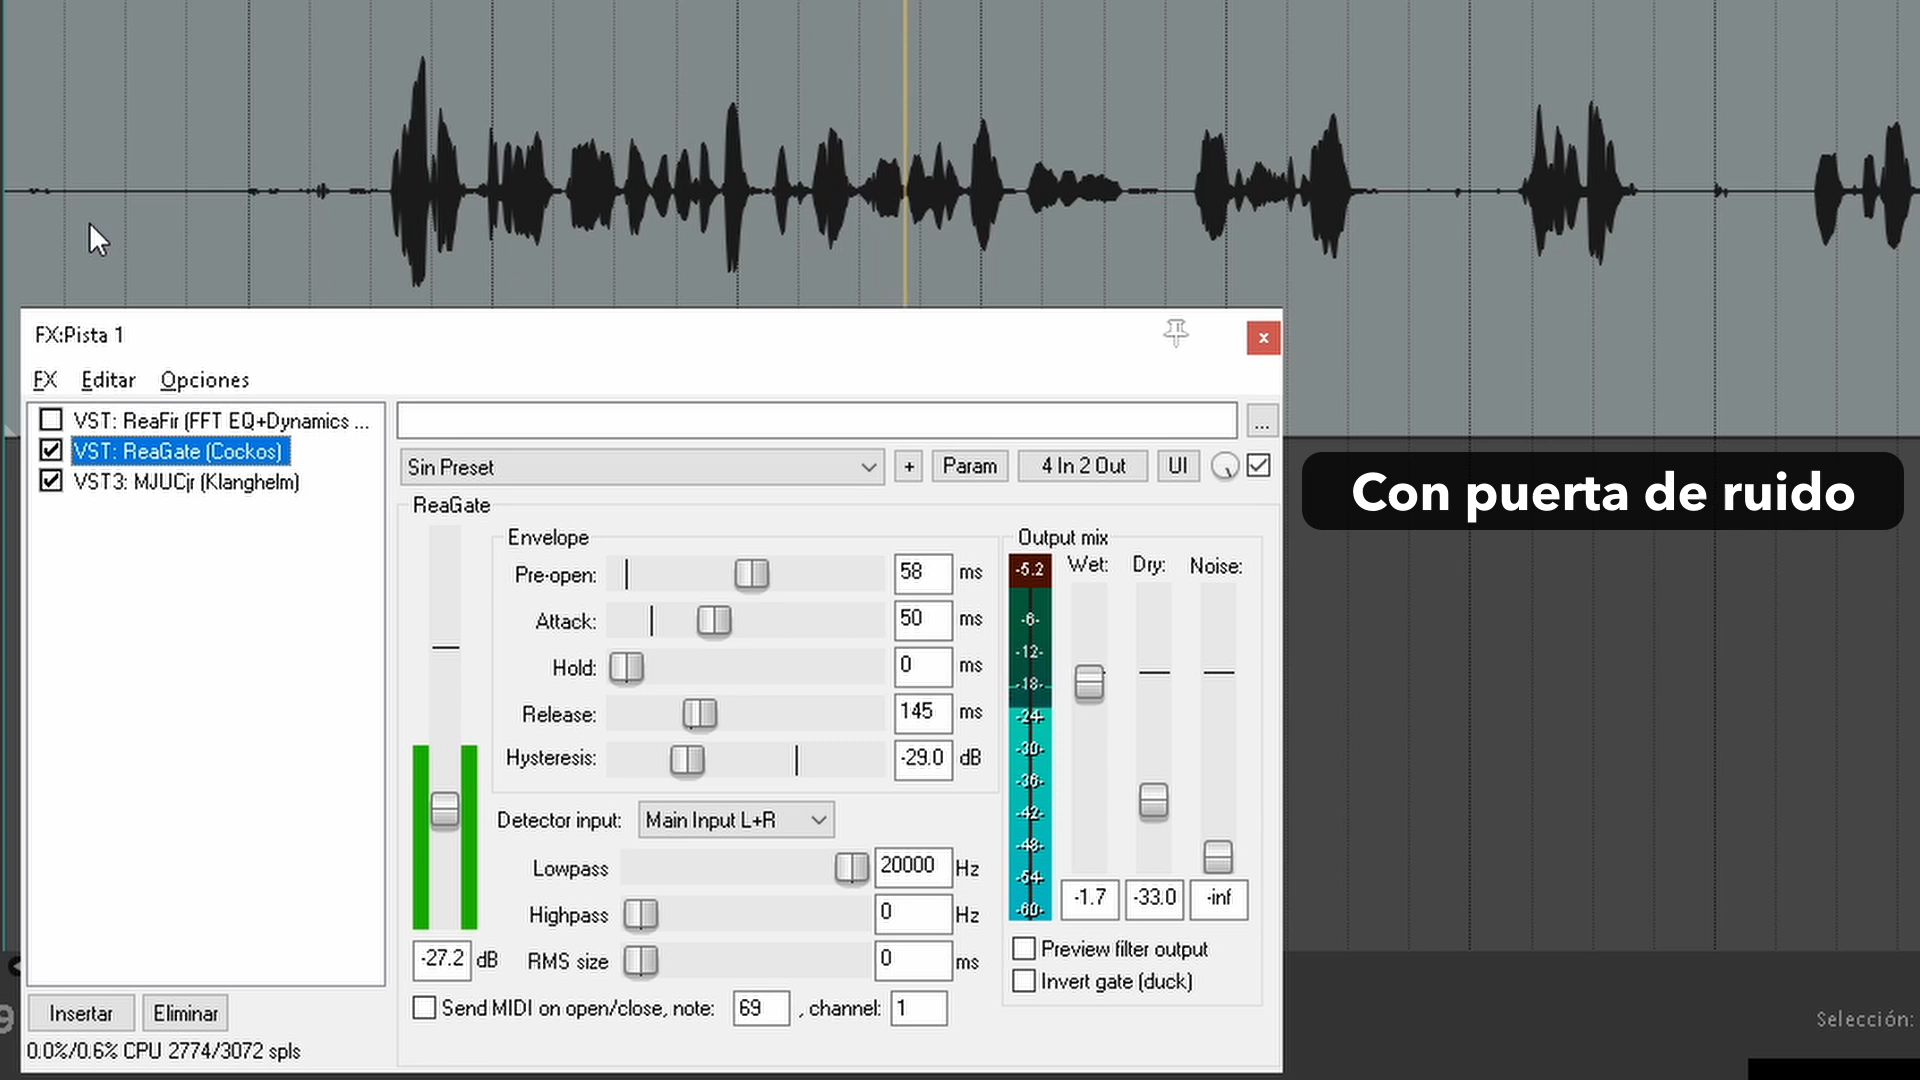 FX:Pista 1
x
FX Editar Opciones
VST: ReaFir (FFT EQ+Dynamics ...
VST: ReaGate (Cockos)
VST3: MJUCjr (Klanghelm)
...
Sin Preset + Param 4 In 2 Out UI
Con puerta de ruido
ReaGate
Envelope
Pre-open: 58 ms
Attack: 50 ms
Hold: 0 ms
Release: 145 ms
Hysteresis: -29.0 dB
Detector input: Main Input L+R
Lowpass 20000 Hz
Highpass 0 Hz
-27.2 dB
RMS size 0 ms
Send MIDI on open/close, note: 69 , channel: 1
Output mix
Wet: Dry: Noise:
-5.2
-6-
-12-
-18-
-24-
-30-
-36-
-42-
-48-
-54-
-60-
-1.7 -33.0 -inf
Preview filter output
Invert gate (duck)
Insertar Eliminar
0.0%/0.6% CPU 2774/3072 spls
9
Selección: